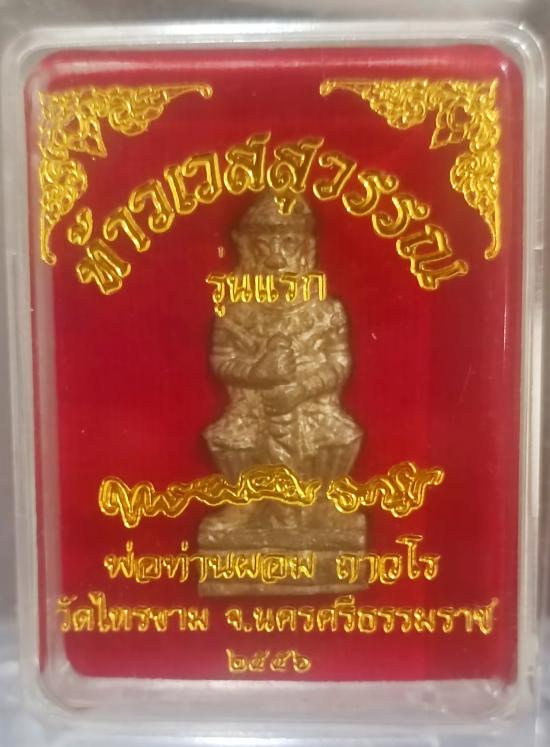 ท้าวเวส์สุวรรณ
รุ่นแรก
พ่อท่านผอม ถาวโร
วัดไทรขาม จ.นครศรีธรรมราช
๒๕๕๖